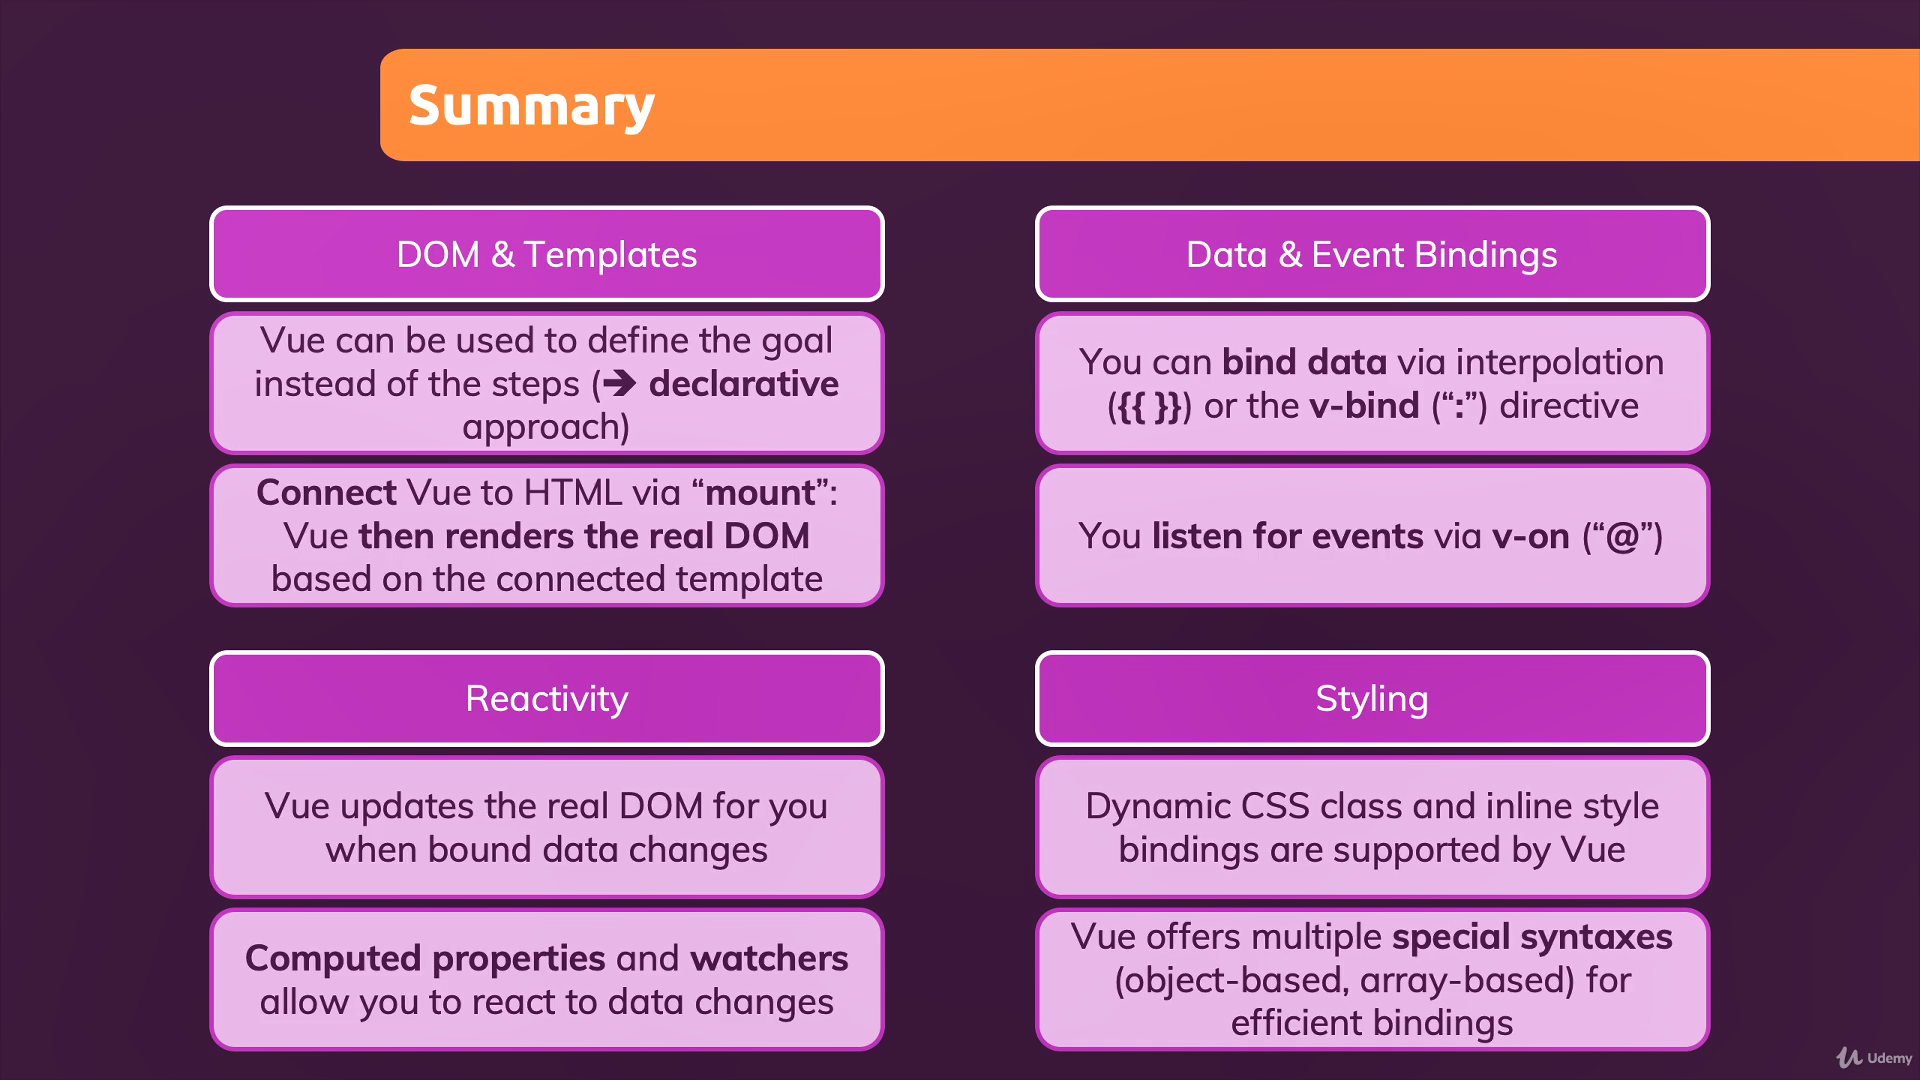 Summary
DOM & Templates
Vue can be used to define the goal
instead of the steps (➔ declarative
approach)
Connect Vue to HTML via “mount”:
Vue then renders the real DOM
based on the connected template
Data & Event Bindings
You can bind data via interpolation
({{ }}) or the v-bind (“:”) directive
You listen for events via v-on (“@”)
Reactivity
Vue updates the real DOM for you
when bound data changes
Computed properties and watchers
allow you to react to data changes
Styling
Dynamic CSS class and inline style
bindings are supported by Vue
Vue offers multiple special syntaxes
(object-based, array-based) for
efficient bindings
Udemy